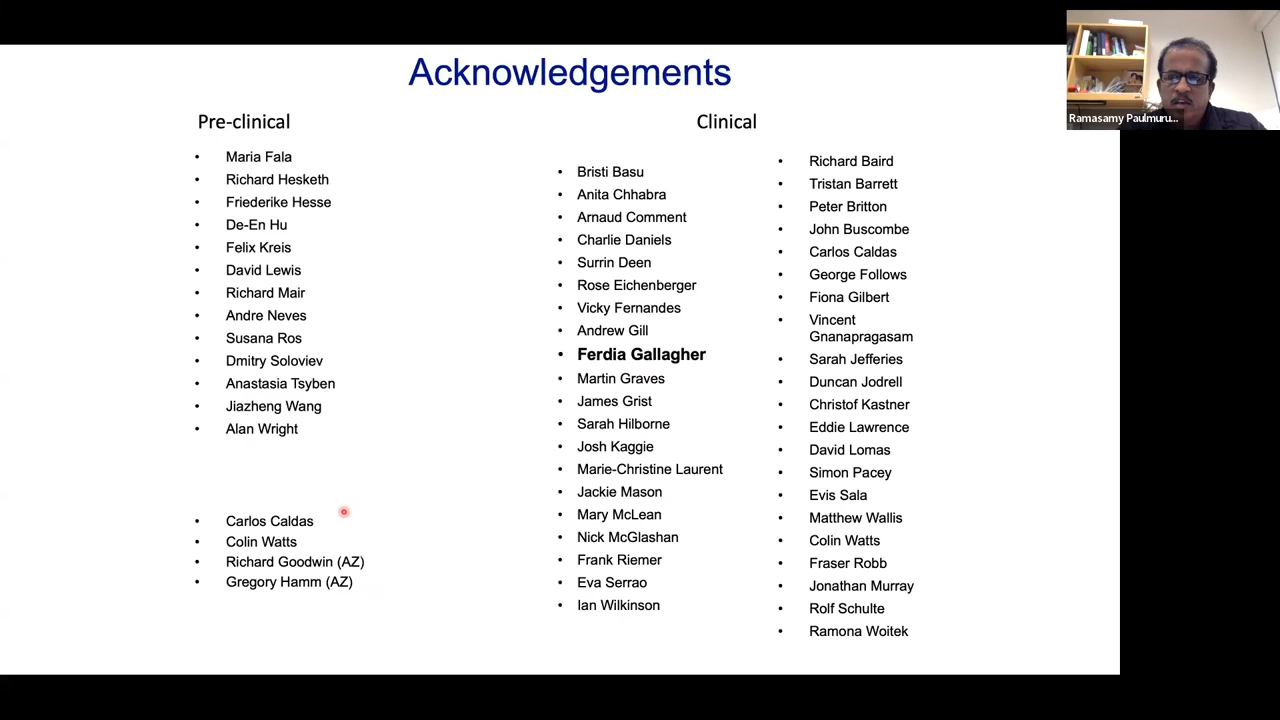 Acknowledgements
Pre-clinical
Maria Fala
Richard Hesketh
Friederike Hesse
De-En Hu
Felix Kreis
David Lewis
Richard Mair
Andre Neves
Susana Ros
Dmitry Soloviev
Anastasia Tsyben
Jiazheng Wang
Alan Wright
Carlos Caldas
Colin Watts
Richard Goodwin (AZ)
Gregory Hamm (AZ)
Clinical
Bristi Basu
Anita Chhabra
Arnaud Comment
Charlie Daniels
Surrin Deen
Rose Eichenberger
Vicky Fernandes
Andrew Gill
Ferdia Gallagher
Martin Graves
James Grist
Sarah Hilborne
Josh Kaggie
Marie-Christine Laurent
Jackie Mason
Mary McLean
Nick McGlashan
Frank Riemer
Eva Serrao
Ian Wilkinson
Richard Baird
Tristan Barrett
Peter Britton
John Buscombe
Carlos Caldas
George Follows
Fiona Gilbert
Vincent
Gnanapragasam
Sarah Jefferies
Duncan Jodrell
Christof Kastner
Eddie Lawrence
David Lomas
Simon Pacey
Evis Sala
Matthew Wallis
Colin Watts
Fraser Robb
Jonathan Murray
Rolf Schulte
Ramona Woitek
Ramasamy Paulmuru...